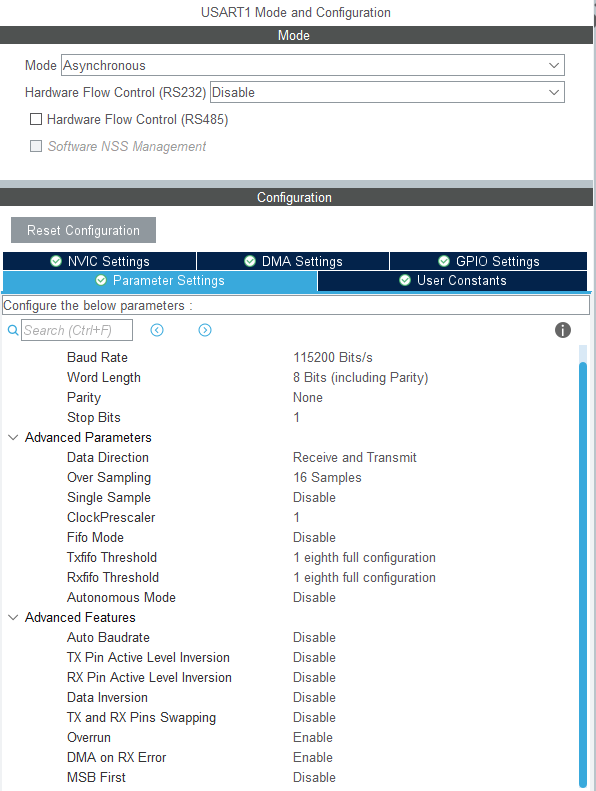 USART1 Mode and Configuration
Mode
Mode Asynchronous
Hardware Flow Control (RS232) Disable
Hardware Flow Control (RS485)
Software NSS Management
Configuration
Reset Configuration
NVIC Settings DMA Settings GPIO Settings
Parameter Settings User Constants
Configure the below parameters :
Search (Ctrl+F)
Baud Rate 115200 Bits/s
Word Length 8 Bits (including Parity)
Parity None
Stop Bits 1
Advanced Parameters
Data Direction Receive and Transmit
Over Sampling 16 Samples
Single Sample Disable
ClockPrescaler 1
Fifo Mode Disable
Txfifo Threshold 1 eighth full configuration
Rxfifo Threshold 1 eighth full configuration
Autonomous Mode Disable
Advanced Features
Auto Baudrate Disable
TX Pin Active Level Inversion Disable
RX Pin Active Level Inversion Disable
Data Inversion Disable
TX and RX Pins Swapping Disable
Overrun Enable
DMA on RX Error Enable
MSB First Disable